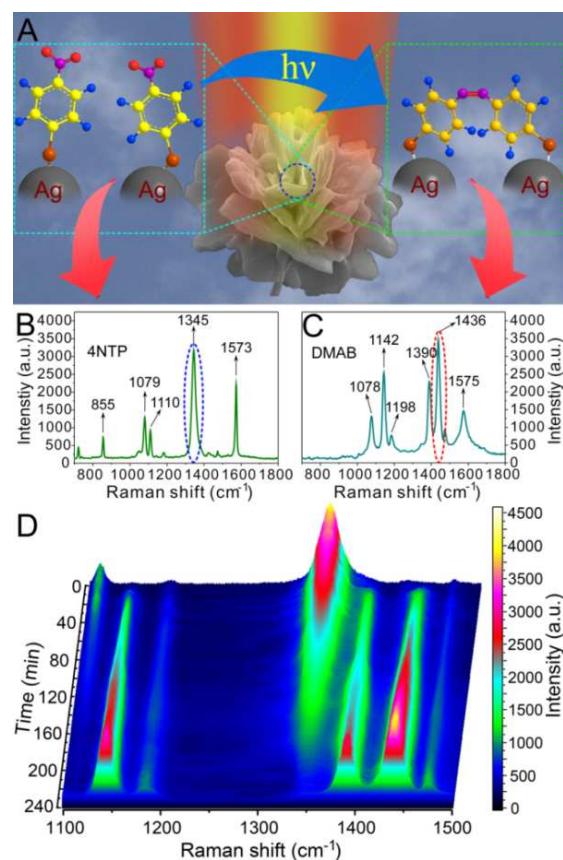 A
hν
Ag
Ag
Ag
Ag
B
4NTP
1345
1573
855
1079
1110
4000
3500
3000
2500
2000
1500
1000
500
0
Intenstiy (a.u.)
800 1000 1200 1400 1600 1800
Raman shift (cm-1)
C
DMAB
1436
1142
1390
1078
1198
1575
4000
3500
3000
2500
2000
1500
1000
500
0
Intensity (a.u.)
800 1000 1200 1400 1600 1800
Raman shift (cm-1)
D
0
40
80
120
160
200
240
Time (min)
1100 1200 1300 1400 1500
Raman shift (cm-1)
4500
4000
3500
3000
2500
2000
1500
1000
500
0
Intensity (a.u.)